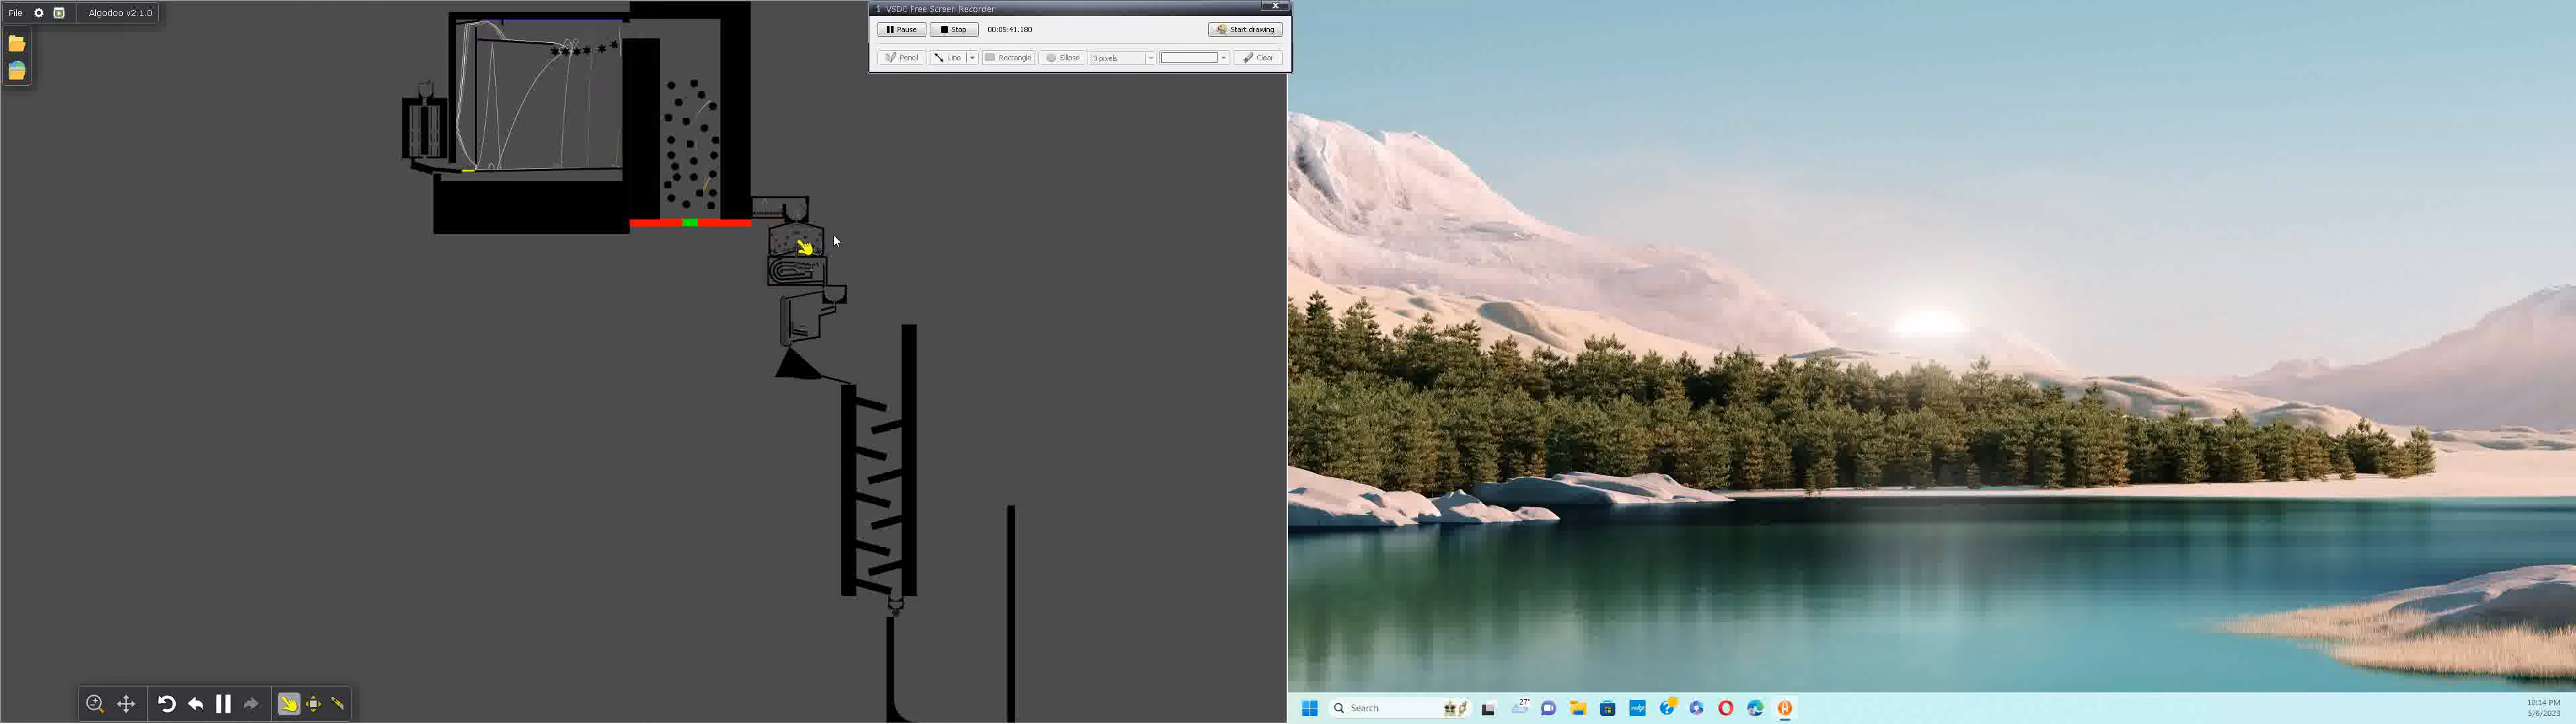 File
Algodoo v2.1.0
VSDC Free Screen Recorder
Pause
Stop
00:05:41.180
Start drawing
Pencil
Line
Rectangle
Ellipse
3 pixels
Clear
Search
27°
10:14 PM
5/6/2023